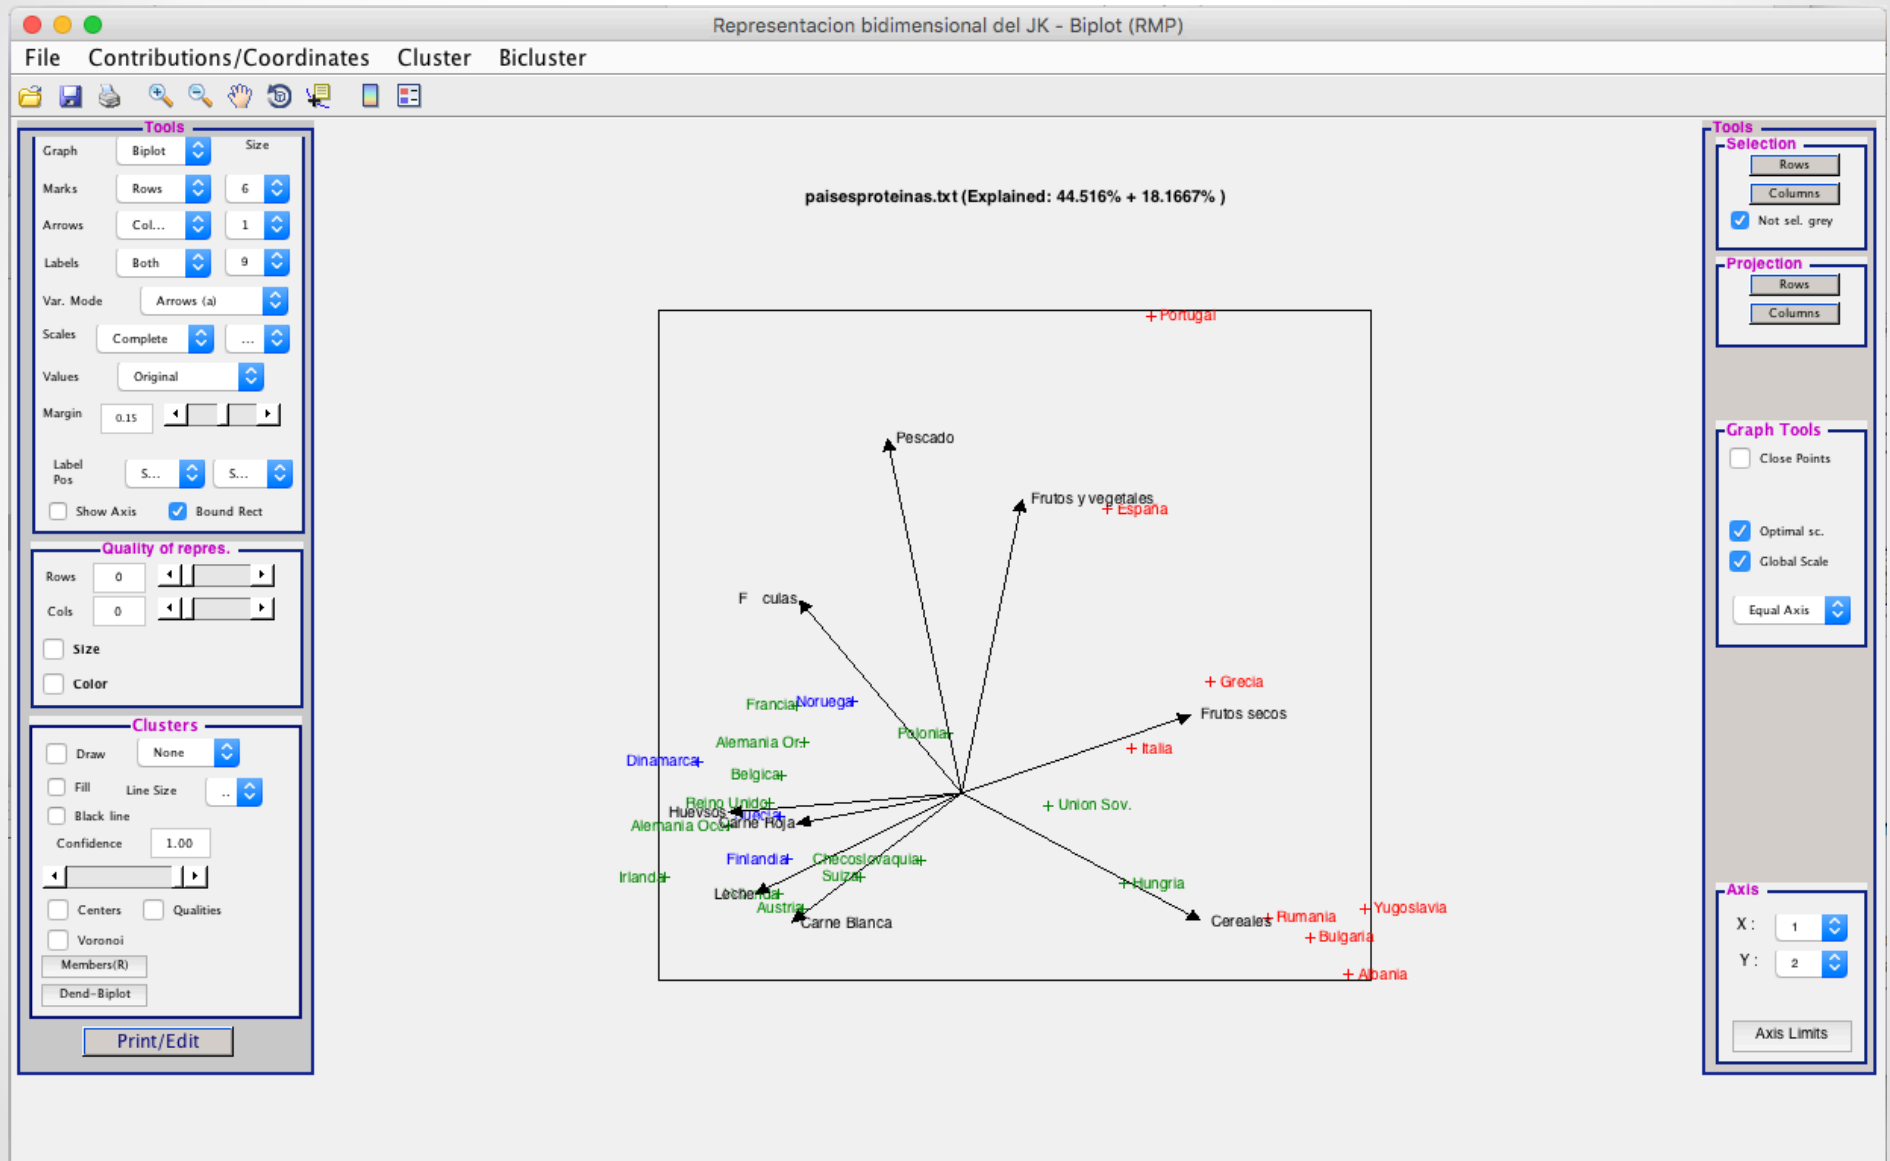 Representacion bidimensional del JK - Biplot (RMP)
File Contributions/Coordinates Cluster Bicluster
Tools
Graph Biplot Size
Marks Rows 6
Arrows Col... 1
Labels Both 9
Var. Mode Arrows (a)
Scales Complete ...
Values Original
Margin 0.15
Label Pos S... S...
Show Axis Bound Rect
Quality of repres.
Rows 0
Cols 0
Size
Color
Clusters
Draw None
Fill Line Size ..
Black line
Confidence 1.00
Centers Qualities
Voronoi
Members(R)
Dend-Biplot
Print/Edit
paisesproteinas.txt (Explained: 44.516% + 18.1667% )
Portugal
Pescado
Frutos y vegetales
España
F culas
Grecia
Francia
Noruega
Frutos secos
Polonia
Alemania Or.
Italia
Dinamarca
Belgica
Reino Unido
Union Sov.
Huevsos
Alemania Occ
Carne Roja
Finlandia
Checoslovaquia
Irlanda
Suiza
Hungria
Leche
Austria
Carne Blanca
Cereales
Rumania
Yugoslavia
Bulgaria
Albania
Tools
Selection
Rows
Columns
Not sel. grey
Projection
Rows
Columns
Graph Tools
Close Points
Optimal sc.
Global Scale
Equal Axis
Axis
X : 1
Y : 2
Axis Limits